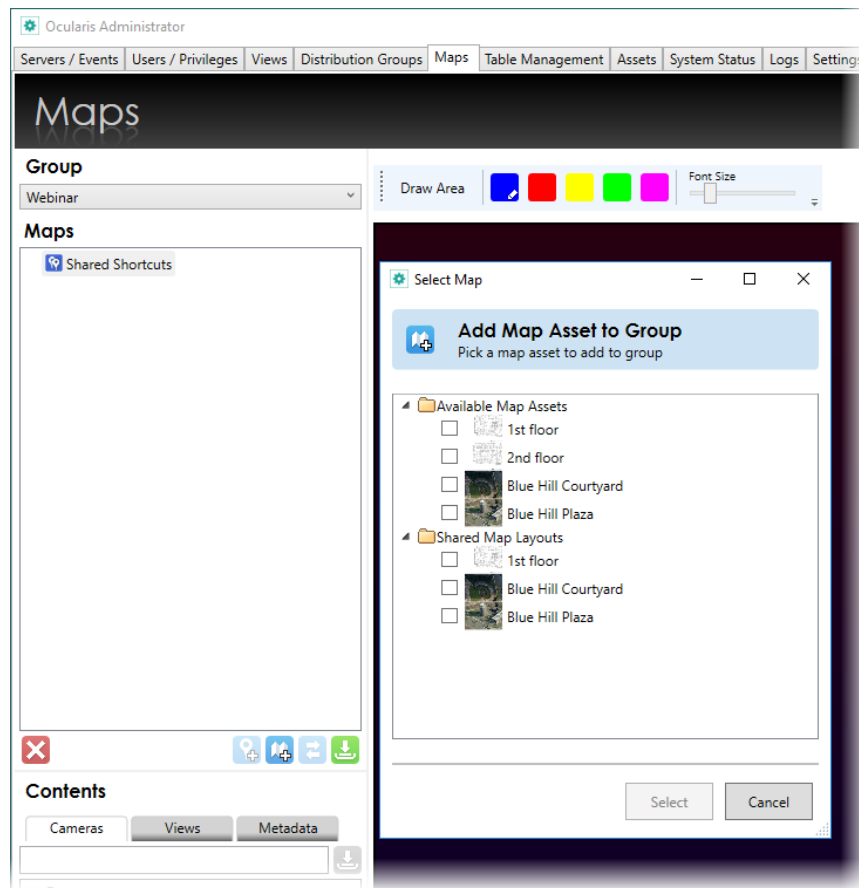 Ocularis Administrator
Servers / Events Users / Privileges Views Distribution Groups Maps Table Management Assets System Status Logs Settings
Maps
Group
Webinar
Maps
Shared Shortcuts
Draw Area
Font Size
Select Map
Add Map Asset to Group
Pick a map asset to add to group
Available Map Assets
1st floor
2nd floor
Blue Hill Courtyard
Blue Hill Plaza
Shared Map Layouts
1st floor
Blue Hill Courtyard
Blue Hill Plaza
Select Cancel
Contents
Cameras Views Metadata